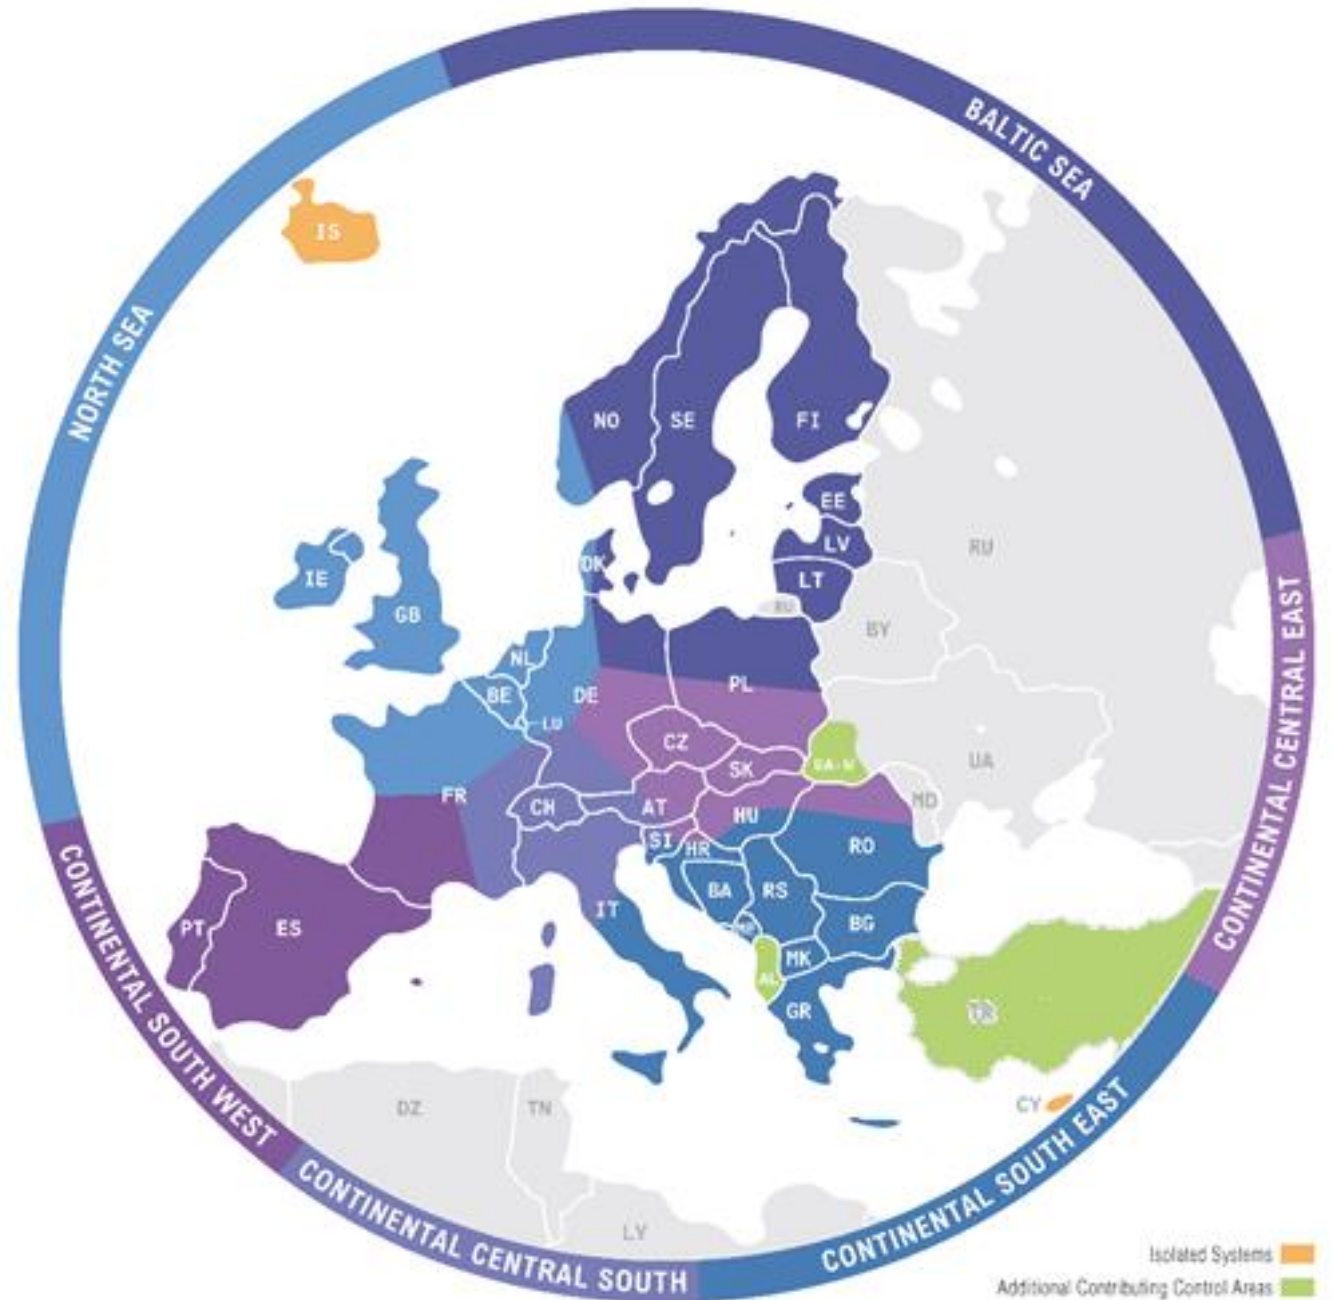 BALTIC SEA
IS
NORTH SEA
NO
SE
FI
EE
LV
LT
RU
DK
IE
GB
RU
BY
NL
BE
DE
PL
LU
CZ
SK
UA-W
UA
FR
CH
AT
HU
MD
SI
HR
RO
BA
RS
IT
BG
PT
ES
MK
AL
GR
TR
CONTINENTAL CENTRAL EAST
CONTINENTAL SOUTH WEST
DZ
TN
CY
CONTINENTAL SOUTH EAST
CONTINENTAL CENTRAL SOUTH
LY
Isolated Systems
Additional Contributing Control Areas